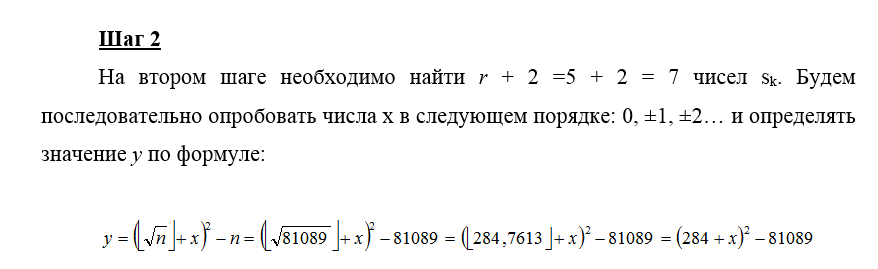 Шаг 2
На втором шаге необходимо найти r + 2 =5 + 2 = 7 чисел sk. Будем
последовательно опробовать числа x в следующем порядке: 0, ±1, ±2… и определять
значение y по формуле:
y = (⌊√n⌋ + x)² − n = (⌊√81089⌋ + x)² − 81089 = (⌊284,7613⌋ + x)² − 81089 = (284 + x)² − 81089